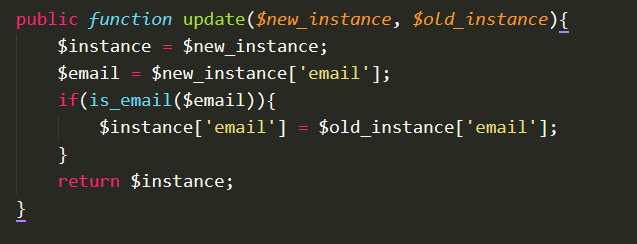 public function update($new_instance, $old_instance){
    $instance = $new_instance;
    $email = $new_instance['email'];
    if(is_email($email)){
        $instance['email'] = $old_instance['email'];
    }
    return $instance;
}